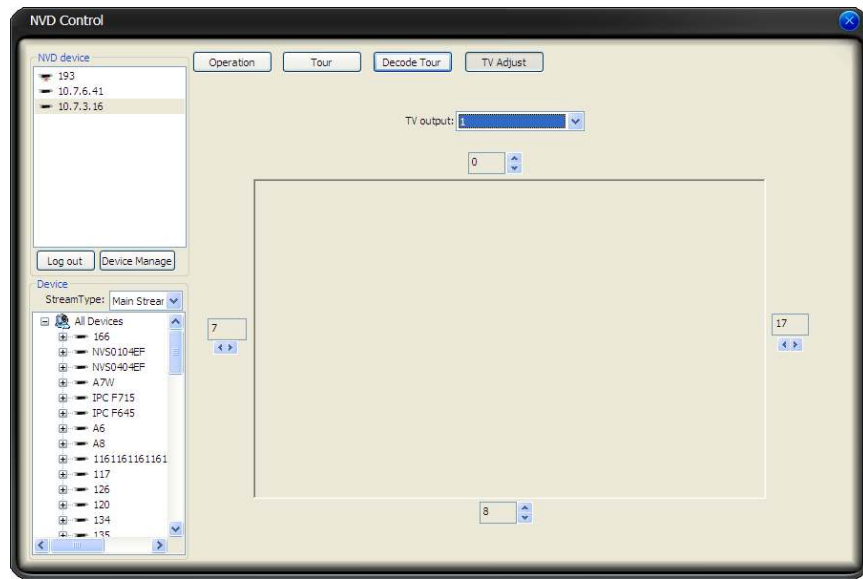 NVD Control
NVD device
193
10.7.6.41
10.7.3.16
Log out
Device Manage
Device
StreamType: Main Strear
All Devices
166
NVS0104EF
NVS0404EF
A7W
IPC F715
IPC F645
A6
A8
1161161161161
117
126
120
134
135
Operation
Tour
Decode Tour
TV Adjust
TV output: 1
0
7
17
8